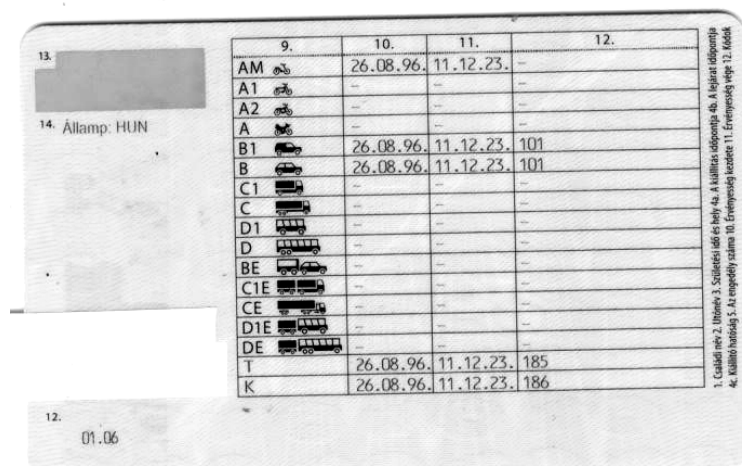 13.
14. Államp: HUN
9. 10. 11. 12.
AM 26.08.96. 11.12.23. –
A1 – – –
A2 – – –
A – – –
B1 26.08.96. 11.12.23. 101
B 26.08.96. 11.12.23. 101
C1 – – –
C – – –
D1 – – –
D – – –
BE – – –
C1E – – –
CE – – –
D1E – – –
DE – – –
T 26.08.96. 11.12.23. 185
K 26.08.96. 11.12.23. 186
12.
01.06
1. Családi név 2. Utónév 3. Születési idő és hely 4a. A kiállítás időpontja 4b. A lejárat időpontja
4c. Kiállító hatóság 5. Az engedély száma 10. Érvényesség kezdete 11. Érvényesség vége 12. Kódok